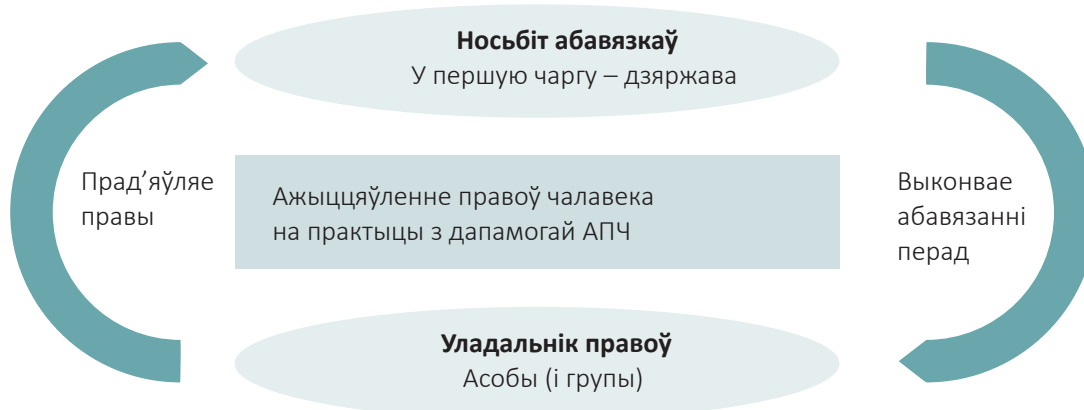 Носьбіт абавязкаў
У першую чаргу – дзяржава
Прад’яўляе
правы
Ажыццяўленне правоў чалавека
на практыцы з дапамогай АПЧ
Выконвае
абавязанні
перад
Уладальнік правоў
Асобы (і групы)